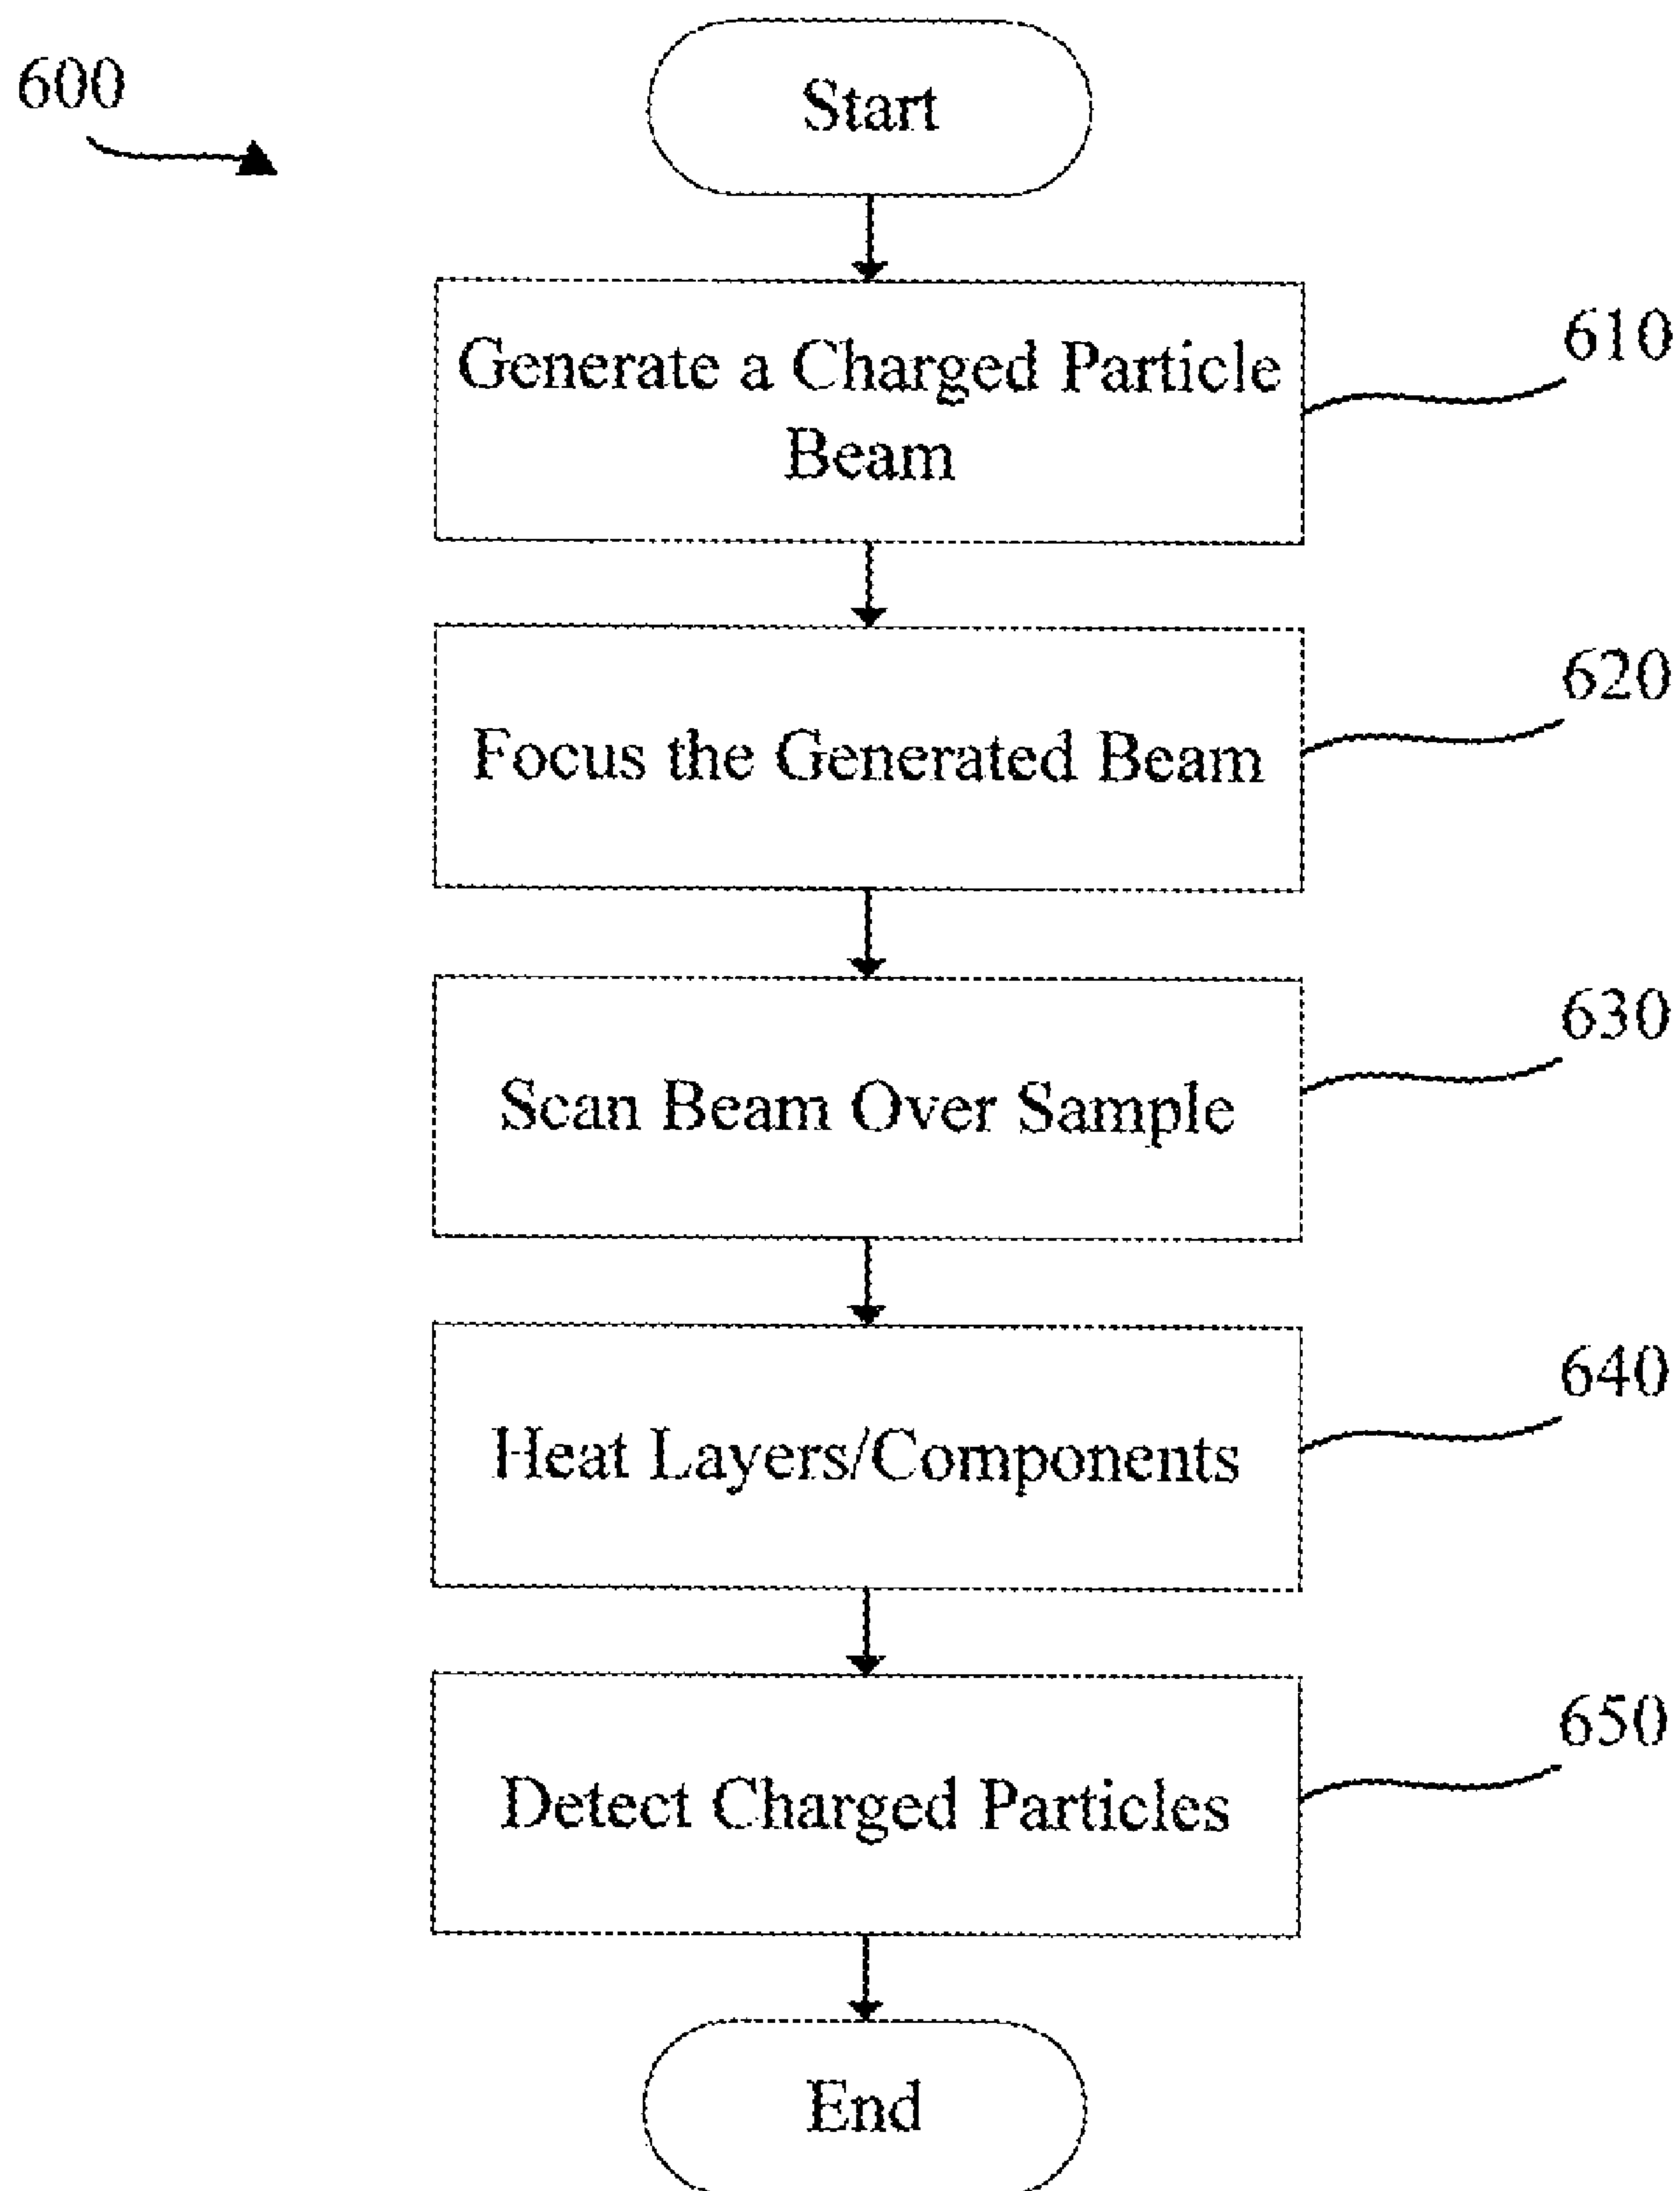 600
Start
Generate a Charged Particle
Beam
610
Focus the Generated Beam
620
Scan Beam Over Sample
630
Heat Layers/Components
640
Detect Charged Particles
650
End